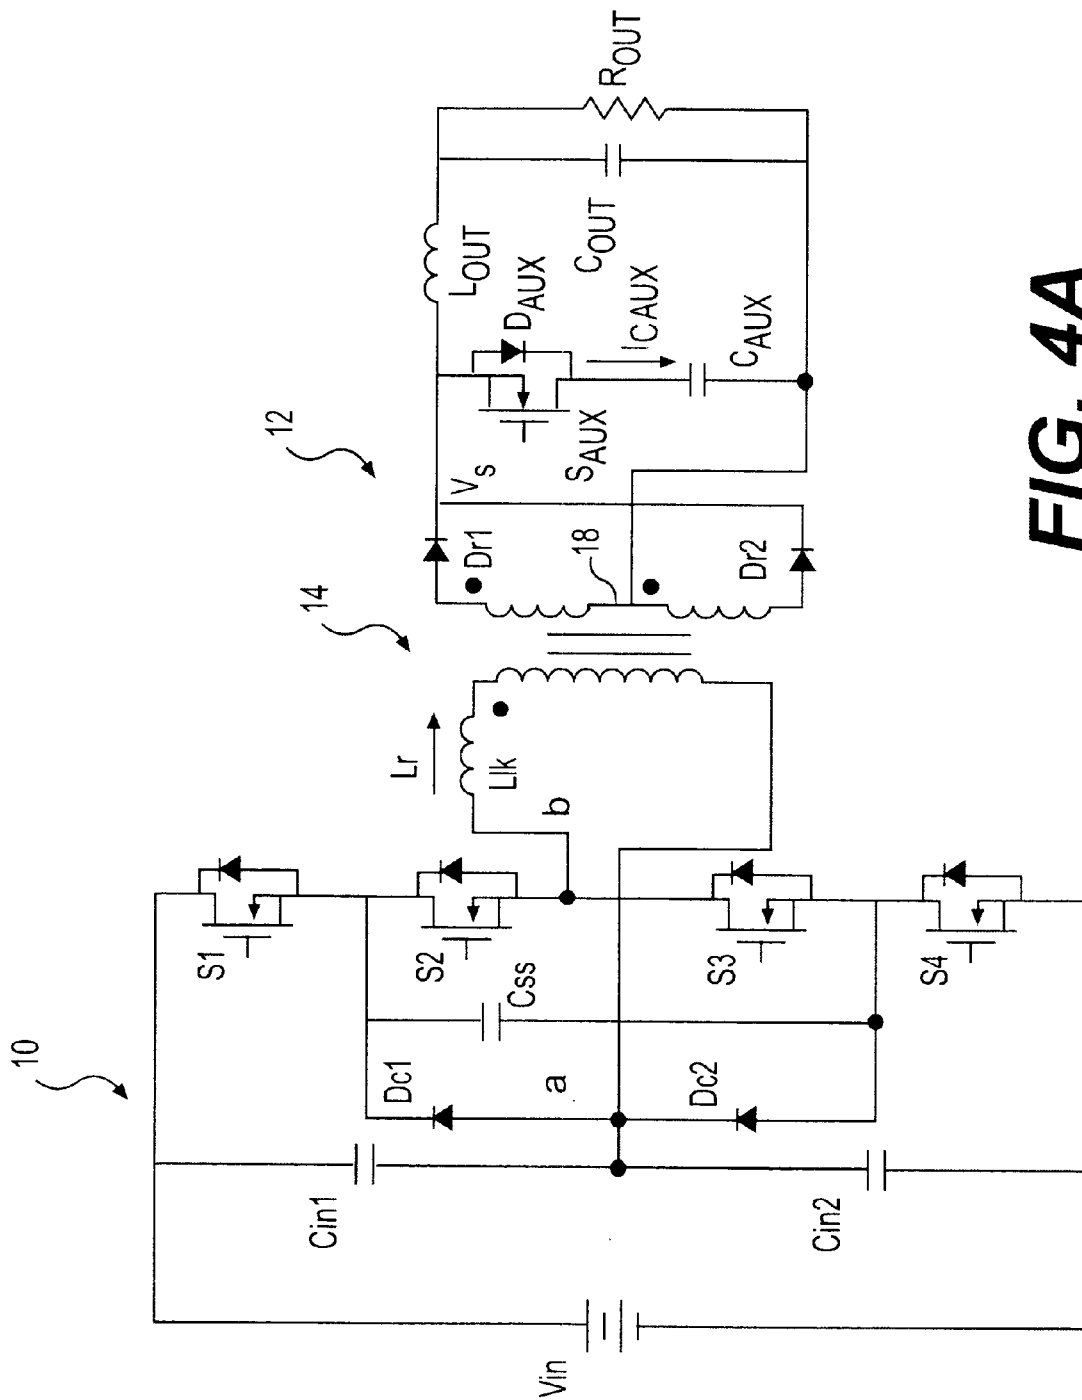 10
Vin
Cin1
Cin2
Dc1
a
Dc2
Css
S1
S2
S3
S4
b
Lr
Llk
14
12
Dr1
18
Dr2
Vs
SAUX
DAUX
LOUT
ICAUX
CAUX
COUT
ROUT
FIG. 4A